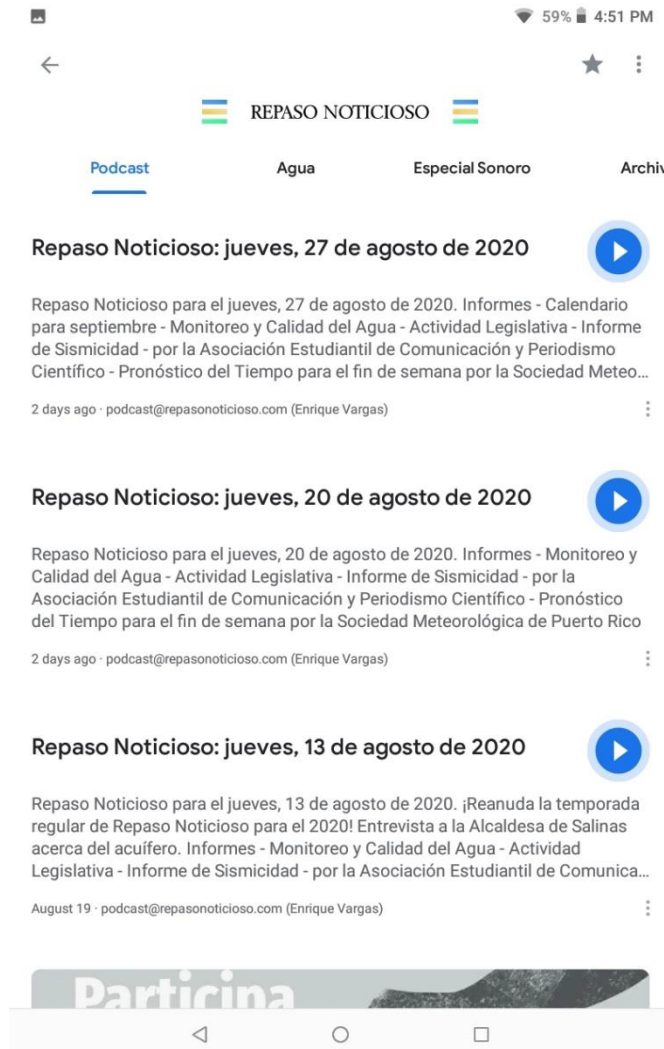 59% 4:51 PM
REPASO NOTICIOSO
Podcast Agua Especial Sonoro Archiv
Repaso Noticioso: jueves, 27 de agosto de 2020
Repaso Noticioso para el jueves, 27 de agosto de 2020. Informes - Calendario
para septiembre - Monitoreo y Calidad del Agua - Actividad Legislativa - Informe
de Sismicidad - por la Asociación Estudiantil de Comunicación y Periodismo
Científico - Pronóstico del Tiempo para el fin de semana por la Sociedad Meteo...
2 days ago · podcast@repasonoticioso.com (Enrique Vargas)
Repaso Noticioso: jueves, 20 de agosto de 2020
Repaso Noticioso para el jueves, 20 de agosto de 2020. Informes - Monitoreo y
Calidad del Agua - Actividad Legislativa - Informe de Sismicidad - por la
Asociación Estudiantil de Comunicación y Periodismo Científico - Pronóstico
del Tiempo para el fin de semana por la Sociedad Meteorológica de Puerto Rico
2 days ago · podcast@repasonoticioso.com (Enrique Vargas)
Repaso Noticioso: jueves, 13 de agosto de 2020
Repaso Noticioso para el jueves, 13 de agosto de 2020. ¡Reanuda la temporada
regular de Repaso Noticioso para el 2020! Entrevista a la Alcaldesa de Salinas
acerca del acuífero. Informes - Monitoreo y Calidad del Agua - Actividad
Legislativa - Informe de Sismicidad - por la Asociación Estudiantil de Comunica...
August 19 · podcast@repasonoticioso.com (Enrique Vargas)
Participa